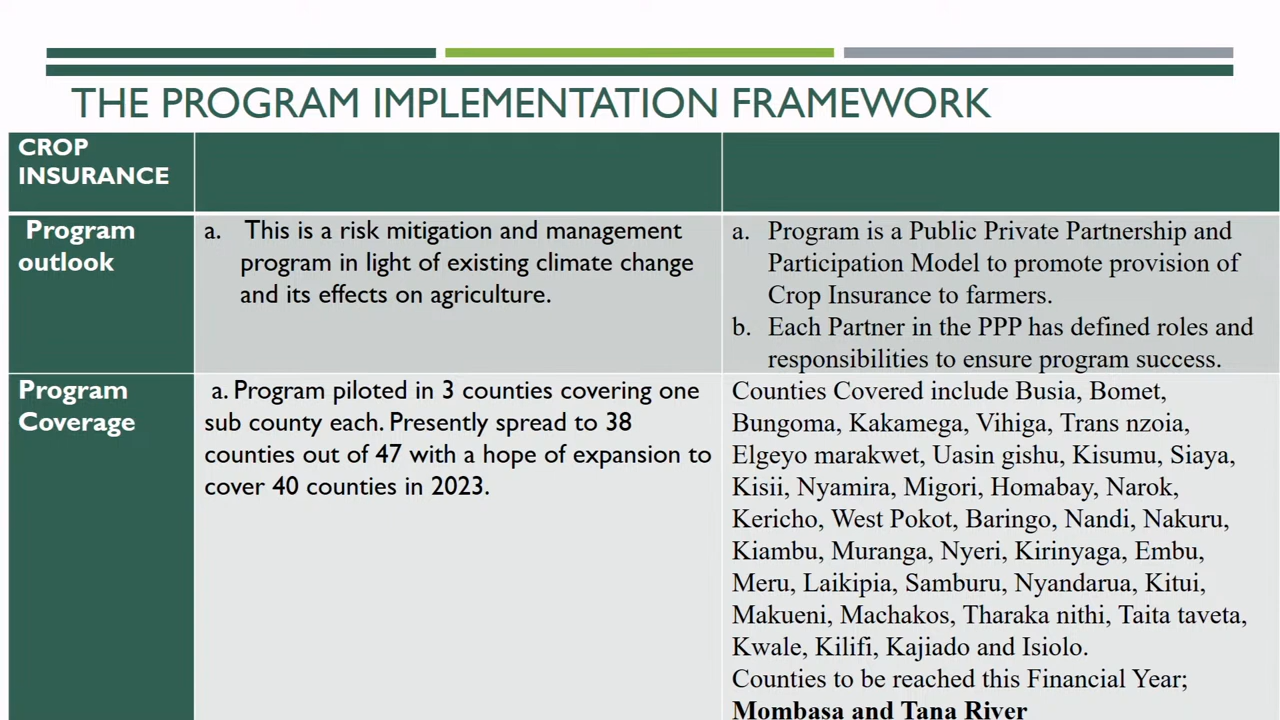 THE PROGRAM IMPLEMENTATION FRAMEWORK
CROP
INSURANCE
Program
outlook
a. This is a risk mitigation and management
program in light of existing climate change
and its effects on agriculture.
a. Program is a Public Private Partnership and
Participation Model to promote provision of
Crop Insurance to farmers.
b. Each Partner in the PPP has defined roles and
responsibilities to ensure program success.
Program
Coverage
a. Program piloted in 3 counties covering one
sub county each. Presently spread to 38
counties out of 47 with a hope of expansion to
cover 40 counties in 2023.
Counties Covered include Busia, Bomet,
Bungoma, Kakamega, Vihiga, Trans nzoia,
Elgeyo marakwet, Uasin gishu, Kisumu, Siaya,
Kisii, Nyamira, Migori, Homabay, Narok,
Kericho, West Pokot, Baringo, Nandi, Nakuru,
Kiambu, Muranga, Nyeri, Kirinyaga, Embu,
Meru, Laikipia, Samburu, Nyandarua, Kitui,
Makueni, Machakos, Tharaka nithi, Taita taveta,
Kwale, Kilifi, Kajiado and Isiolo.
Counties to be reached this Financial Year;
Mombasa and Tana River